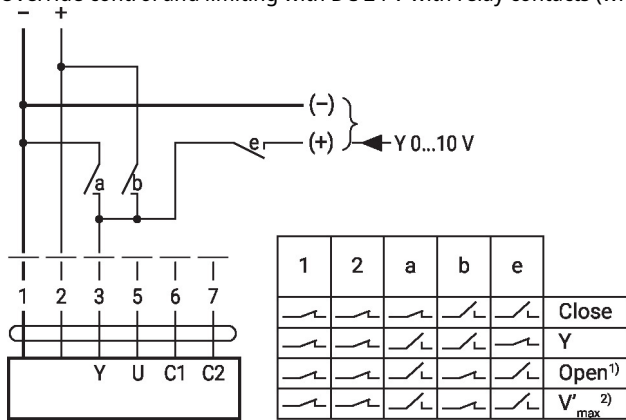 Override control and limiting with DC 24 V with relay contacts
− +
(−)
e (+) Y 0...10 V
a b
1 2 3 5 6 7
Y U C1 C2
1 2 a b e
Close
Y
Open1)
V'max 2)